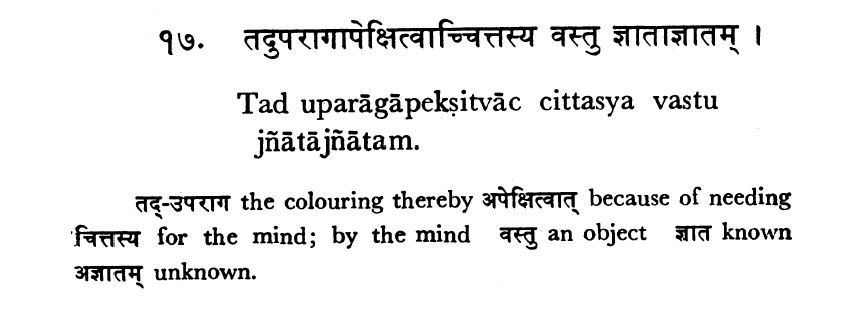 १७. तदुपरागापेक्षित्वाच्चित्तस्य वस्तु ज्ञाताज्ञातम् ।
Tad uparāgāpekṣitvāc cittasya vastu
jñātājñātam.
तद्-उपराग the colouring thereby अपेक्षित्वात् because of needing
चित्तस्य for the mind; by the mind वस्तु an object ज्ञात known
अज्ञातम् unknown.